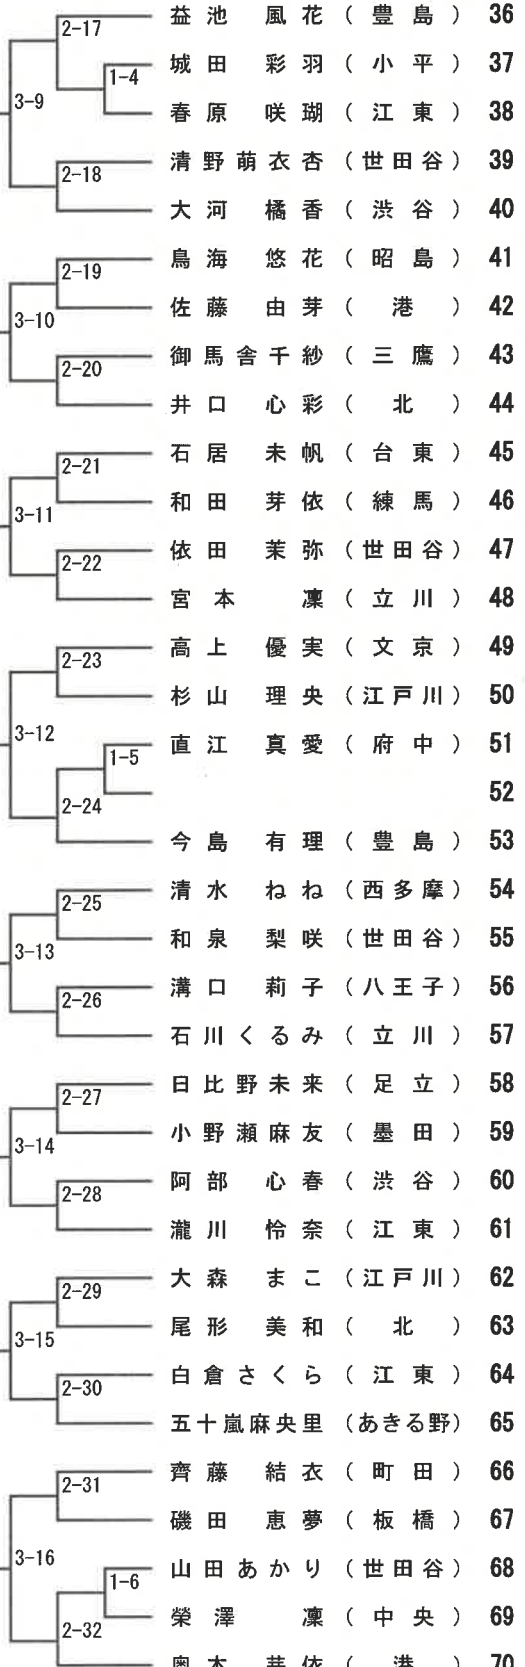 2-17
益池 風花 (豊島) 36
1-4
城田 彩羽 (小平) 37
3-9
春原 咲瑚 (江東) 38
2-18
清野萌衣杏 (世田谷) 39
大河 橘香 (渋谷) 40
2-19
鳥海 悠花 (昭島) 41
3-10
佐藤 由芽 (港) 42
2-20
御馬舎千紗 (三鷹) 43
井口 心彩 (北) 44
2-21
石居 未帆 (台東) 45
3-11
和田 芽依 (練馬) 46
2-22
依田 茉弥 (世田谷) 47
宮本 凜 (立川) 48
2-23
高上 優実 (文京) 49
3-12
杉山 理央 (江戸川) 50
1-5
直江 真愛 (府中) 51
2-24
52
今島 有理 (豊島) 53
2-25
清水 ねね (西多摩) 54
3-13
和泉 梨咲 (世田谷) 55
2-26
溝口 莉子 (八王子) 56
石川くるみ (立川) 57
2-27
日比野未来 (足立) 58
3-14
小野瀬麻友 (墨田) 59
2-28
阿部 心春 (渋谷) 60
瀧川 怜奈 (江東) 61
2-29
大森 まこ (江戸川) 62
3-15
尾形 美和 (北) 63
2-30
白倉さくら (江東) 64
五十嵐麻央里 (あきる野) 65
2-31
齊藤 結衣 (町田) 66
3-16
磯田 恵夢 (板橋) 67
1-6
山田あかり (世田谷) 68
2-32
榮澤 凜 (中央) 69
奥本 芽依 (港) 70